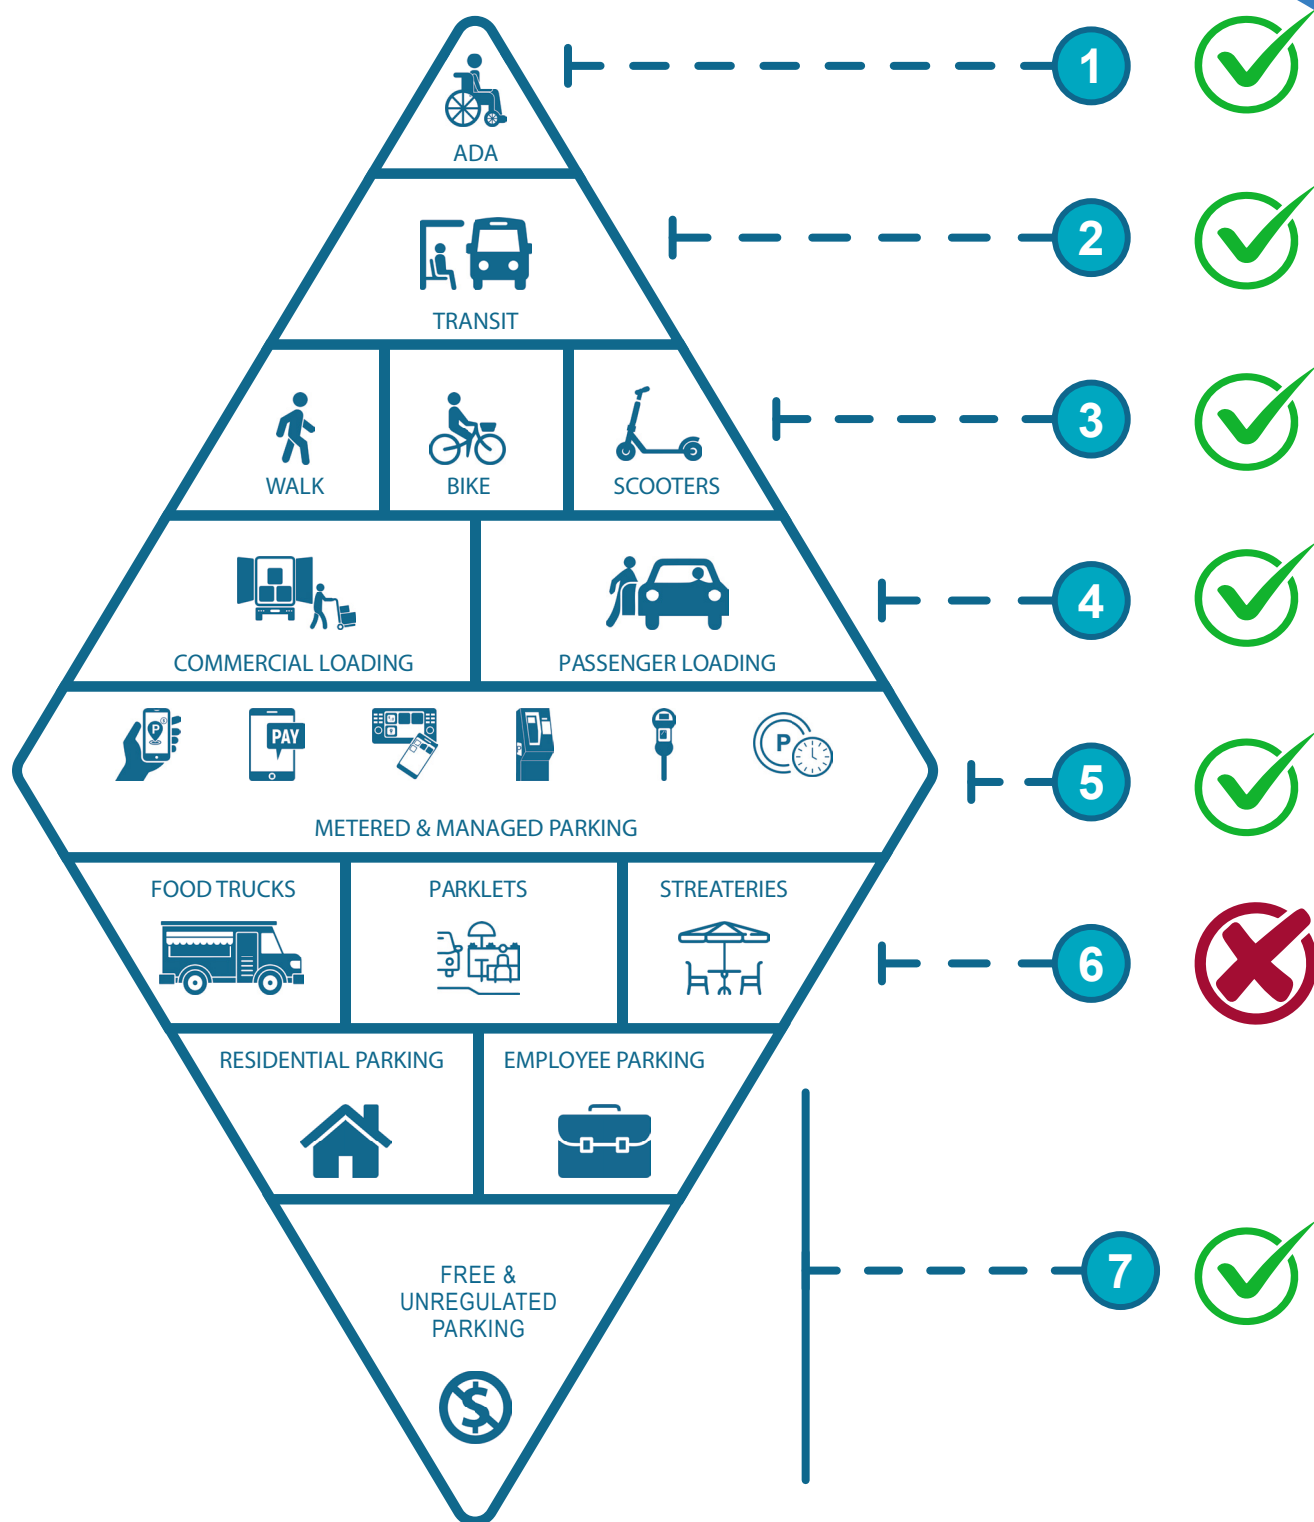 ADA
1
TRANSIT
2
WALK
BIKE
SCOOTERS
3
COMMERCIAL LOADING
PASSENGER LOADING
4
P
$
PAY
P
P
METERED & MANAGED PARKING
5
FOOD TRUCKS
PARKLETS
STREATERIES
6
RESIDENTIAL PARKING
EMPLOYEE PARKING
FREE &
UNREGULATED
PARKING
$
7